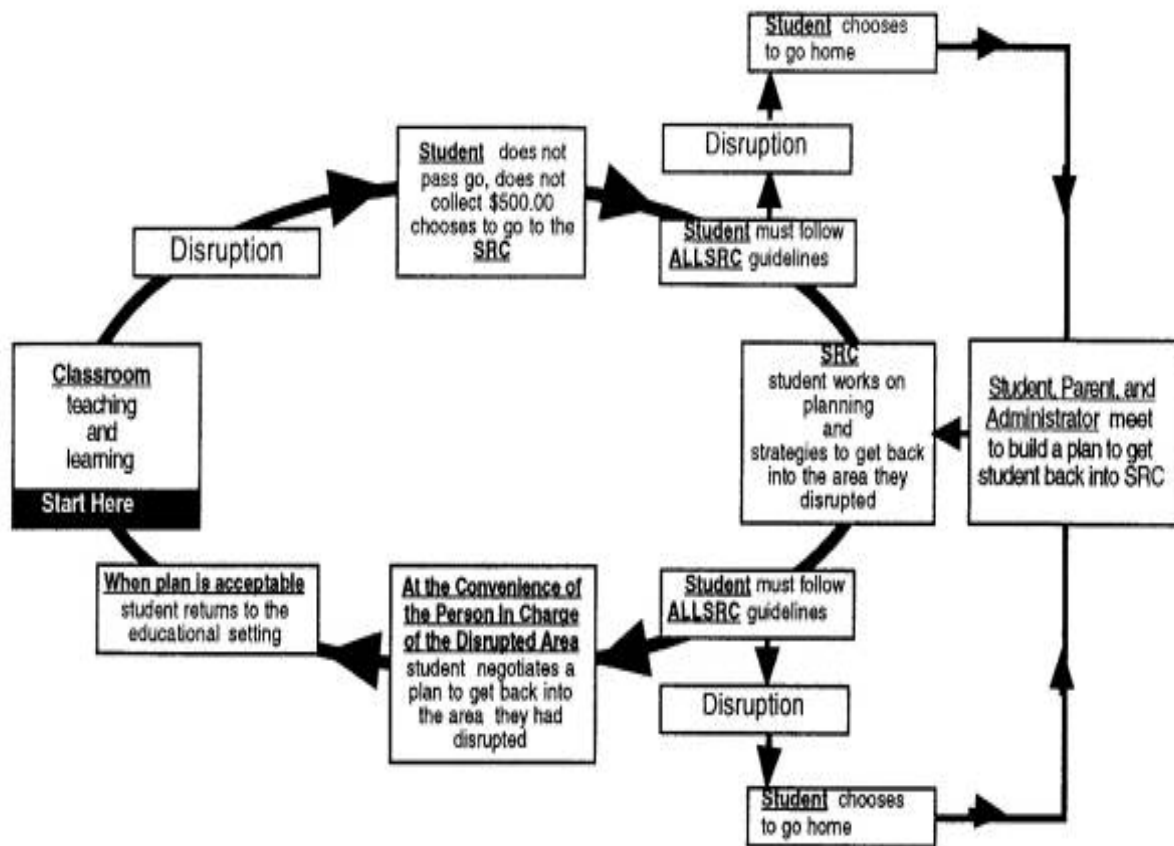 Student chooses
to go home
Disruption
Student does not
pass go, does not
collect $500.00
chooses to go to the
SRC
Student must follow
ALLSRC guidelines
Disruption
Classroom
teaching
and
learning
Start Here
SRC
student works on
planning
and
strategies to get back
into the area they
disrupted
Student, Parent, and
Administrator meet
to build a plan to get
student back into SRC
When plan is acceptable
student returns to the
educational setting
At the Convenience of
the Person in Charge
of the Disrupted Area
student negotiates a
plan to get back into
the area they had
disrupted
Student must follow
ALLSRC guidelines
Disruption
Student chooses
to go home